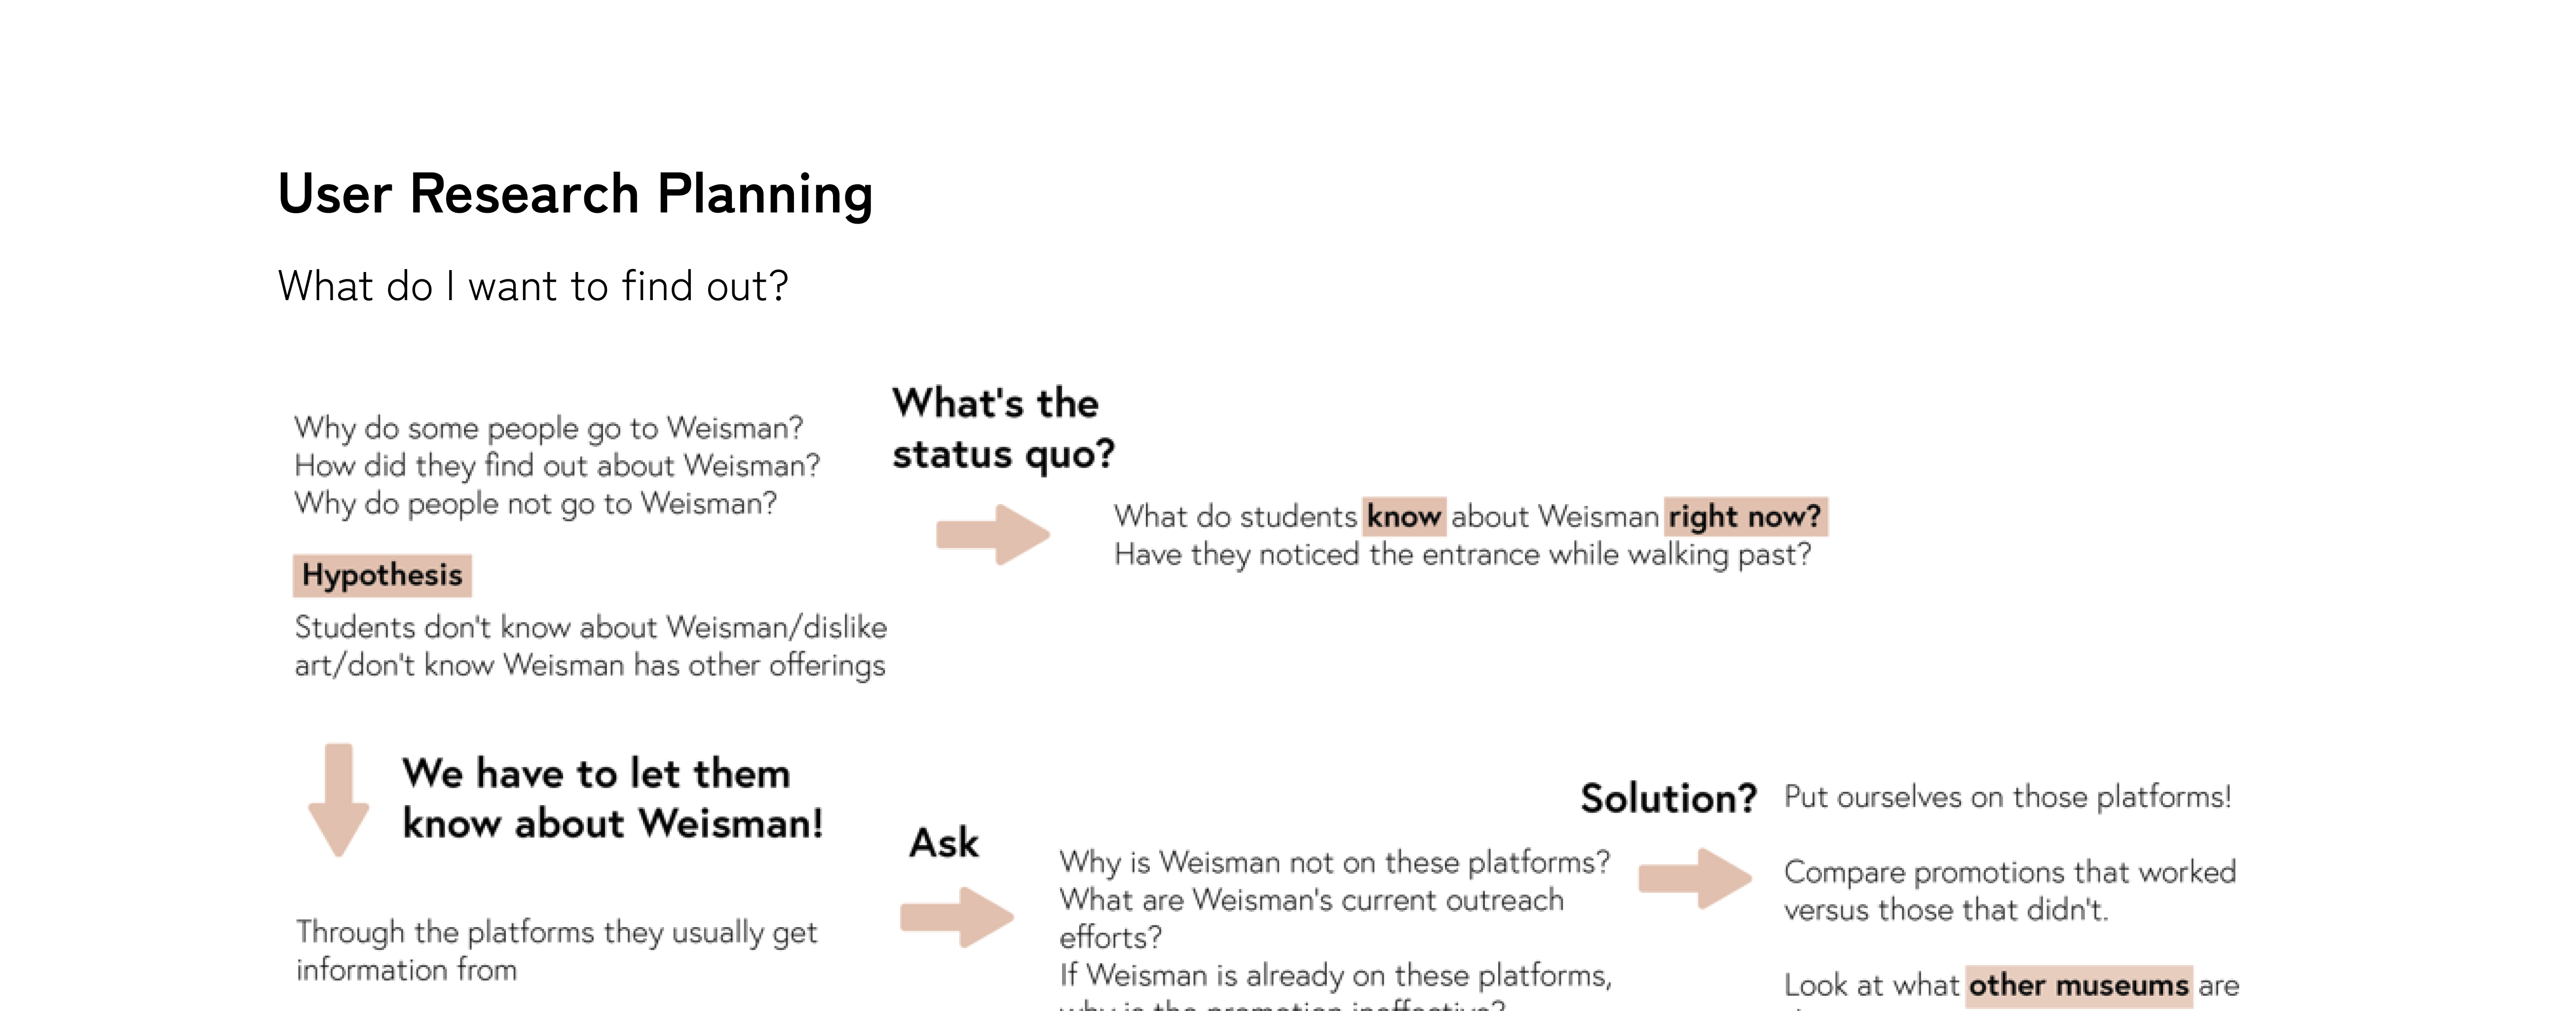 User Research Planning
What do I want to find out?
Why do some people go to Weisman?
How did they find out about Weisman?
Why do people not go to Weisman?
Hypothesis
Students don't know about Weisman/dislike
art/don't know Weisman has other offerings
What's the
status quo?
What do students know about Weisman right now?
Have they noticed the entrance while walking past?
We have to let them
know about Weisman!
Through the platforms they usually get
information from
Ask
Why is Weisman not on these platforms?
What are Weisman's current outreach
efforts?
If Weisman is already on these platforms,
why is the promotion ineffective?
Solution?
Put ourselves on those platforms!
Compare promotions that worked
versus those that didn't.
Look at what other museums are